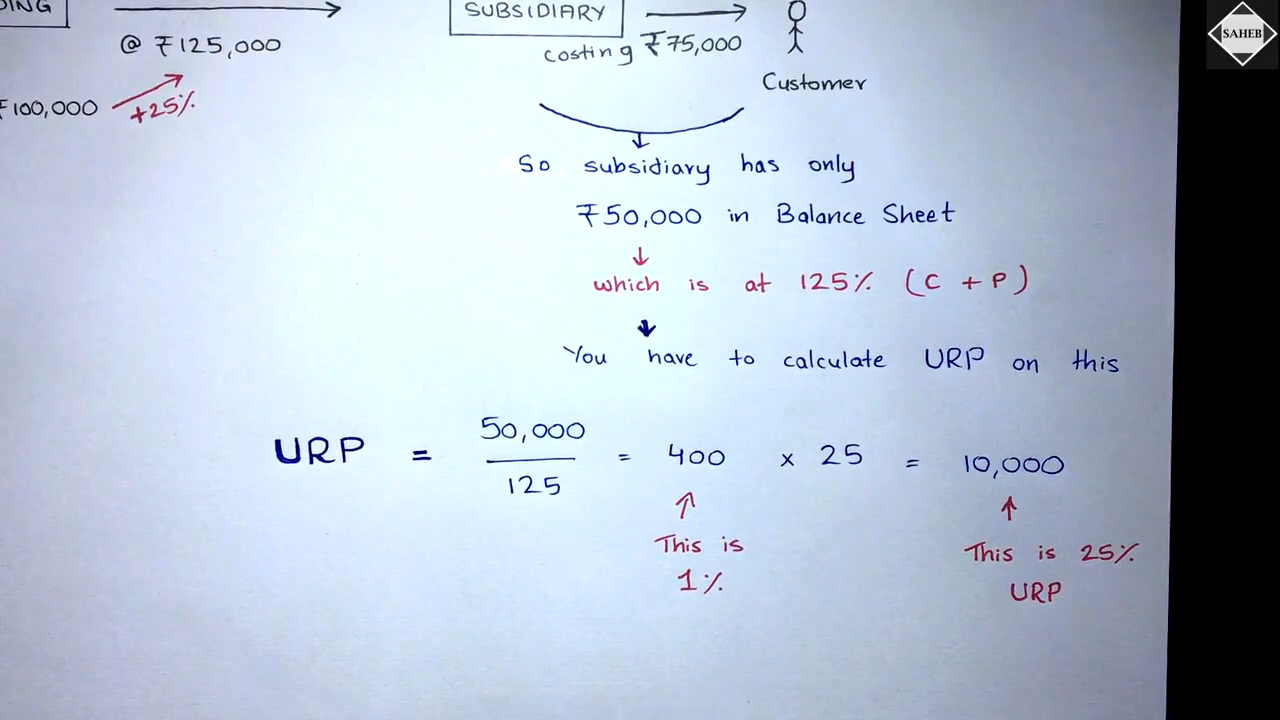 DING
SUBSIDIARY
@ ₹125,000
costing ₹75,000
Customer
₹100,000
+25%
So subsidiary has only
₹50,000 in Balance Sheet
which is at 125% (C + P)
You have to calculate URP on this
URP = 50,000 / 125 = 400 x 25 = 10,000
This is
1%
This is 25%
URP
SAHEB